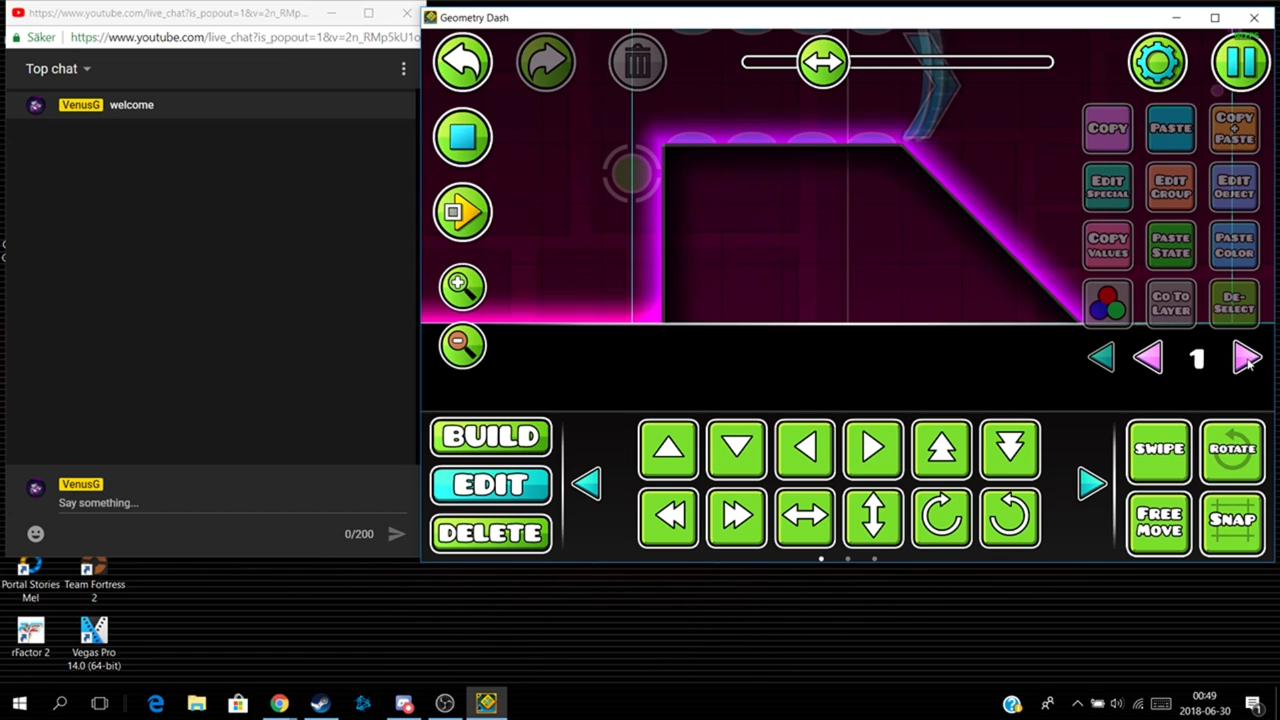 https://www.youtube.com/live_chat?is_popout=1&v=2n_RMp...
Säker
https://www.youtube.com/live_chat?is_popout=1&v=2n_RMp5kU1o
Top chat
VenusG welcome
VenusG
Say something...
0/200
Geometry Dash
COPY
PASTE
COPY
+
PASTE
EDIT
SPECIAL
EDIT
GROUP
EDIT
OBJECT
COPY
VALUES
PASTE
STATE
PASTE
COLOR
GO TO
LAYER
DE-
SELECT
1
BUILD
EDIT
DELETE
SWIPE
ROTATE
FREE
MOVE
SNAP
Portal Stories
Mel
Team Fortress
2
rFactor 2
Vegas Pro
14.0 (64-bit)
00:49
2018-06-30
1